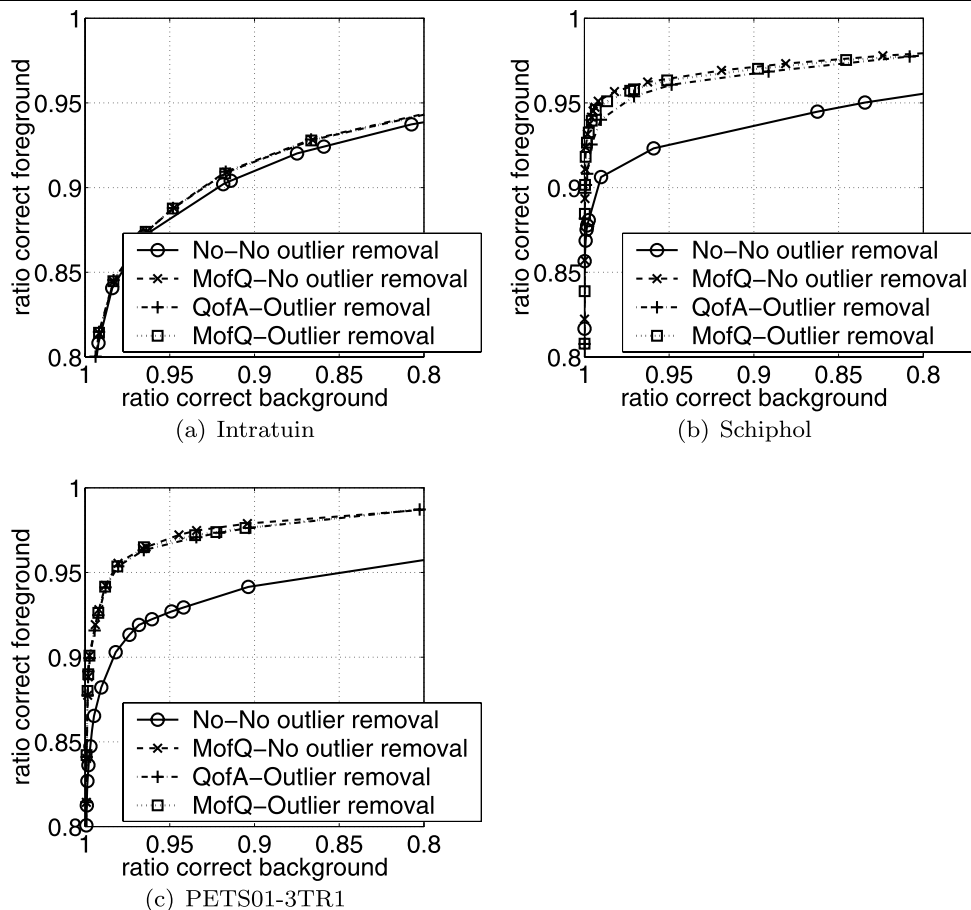 1
0.95
0.9
0.85
0.8
ratio correct foreground
No−No outlier removal
MofQ−No outlier removal
QofA−Outlier removal
MofQ−Outlier removal
1 0.95 0.9 0.85 0.8
ratio correct background
(a) Intratuin
1
0.95
0.9
0.85
0.8
ratio correct foreground
No−No outlier removal
MofQ−No outlier removal
QofA−Outlier removal
MofQ−Outlier removal
1 0.95 0.9 0.85 0.8
ratio correct background
(b) Schiphol
1
0.95
0.9
0.85
0.8
ratio correct foreground
No−No outlier removal
MofQ−No outlier removal
QofA−Outlier removal
MofQ−Outlier removal
1 0.95 0.9 0.85 0.8
ratio correct background
(c) PETS01-3TR1